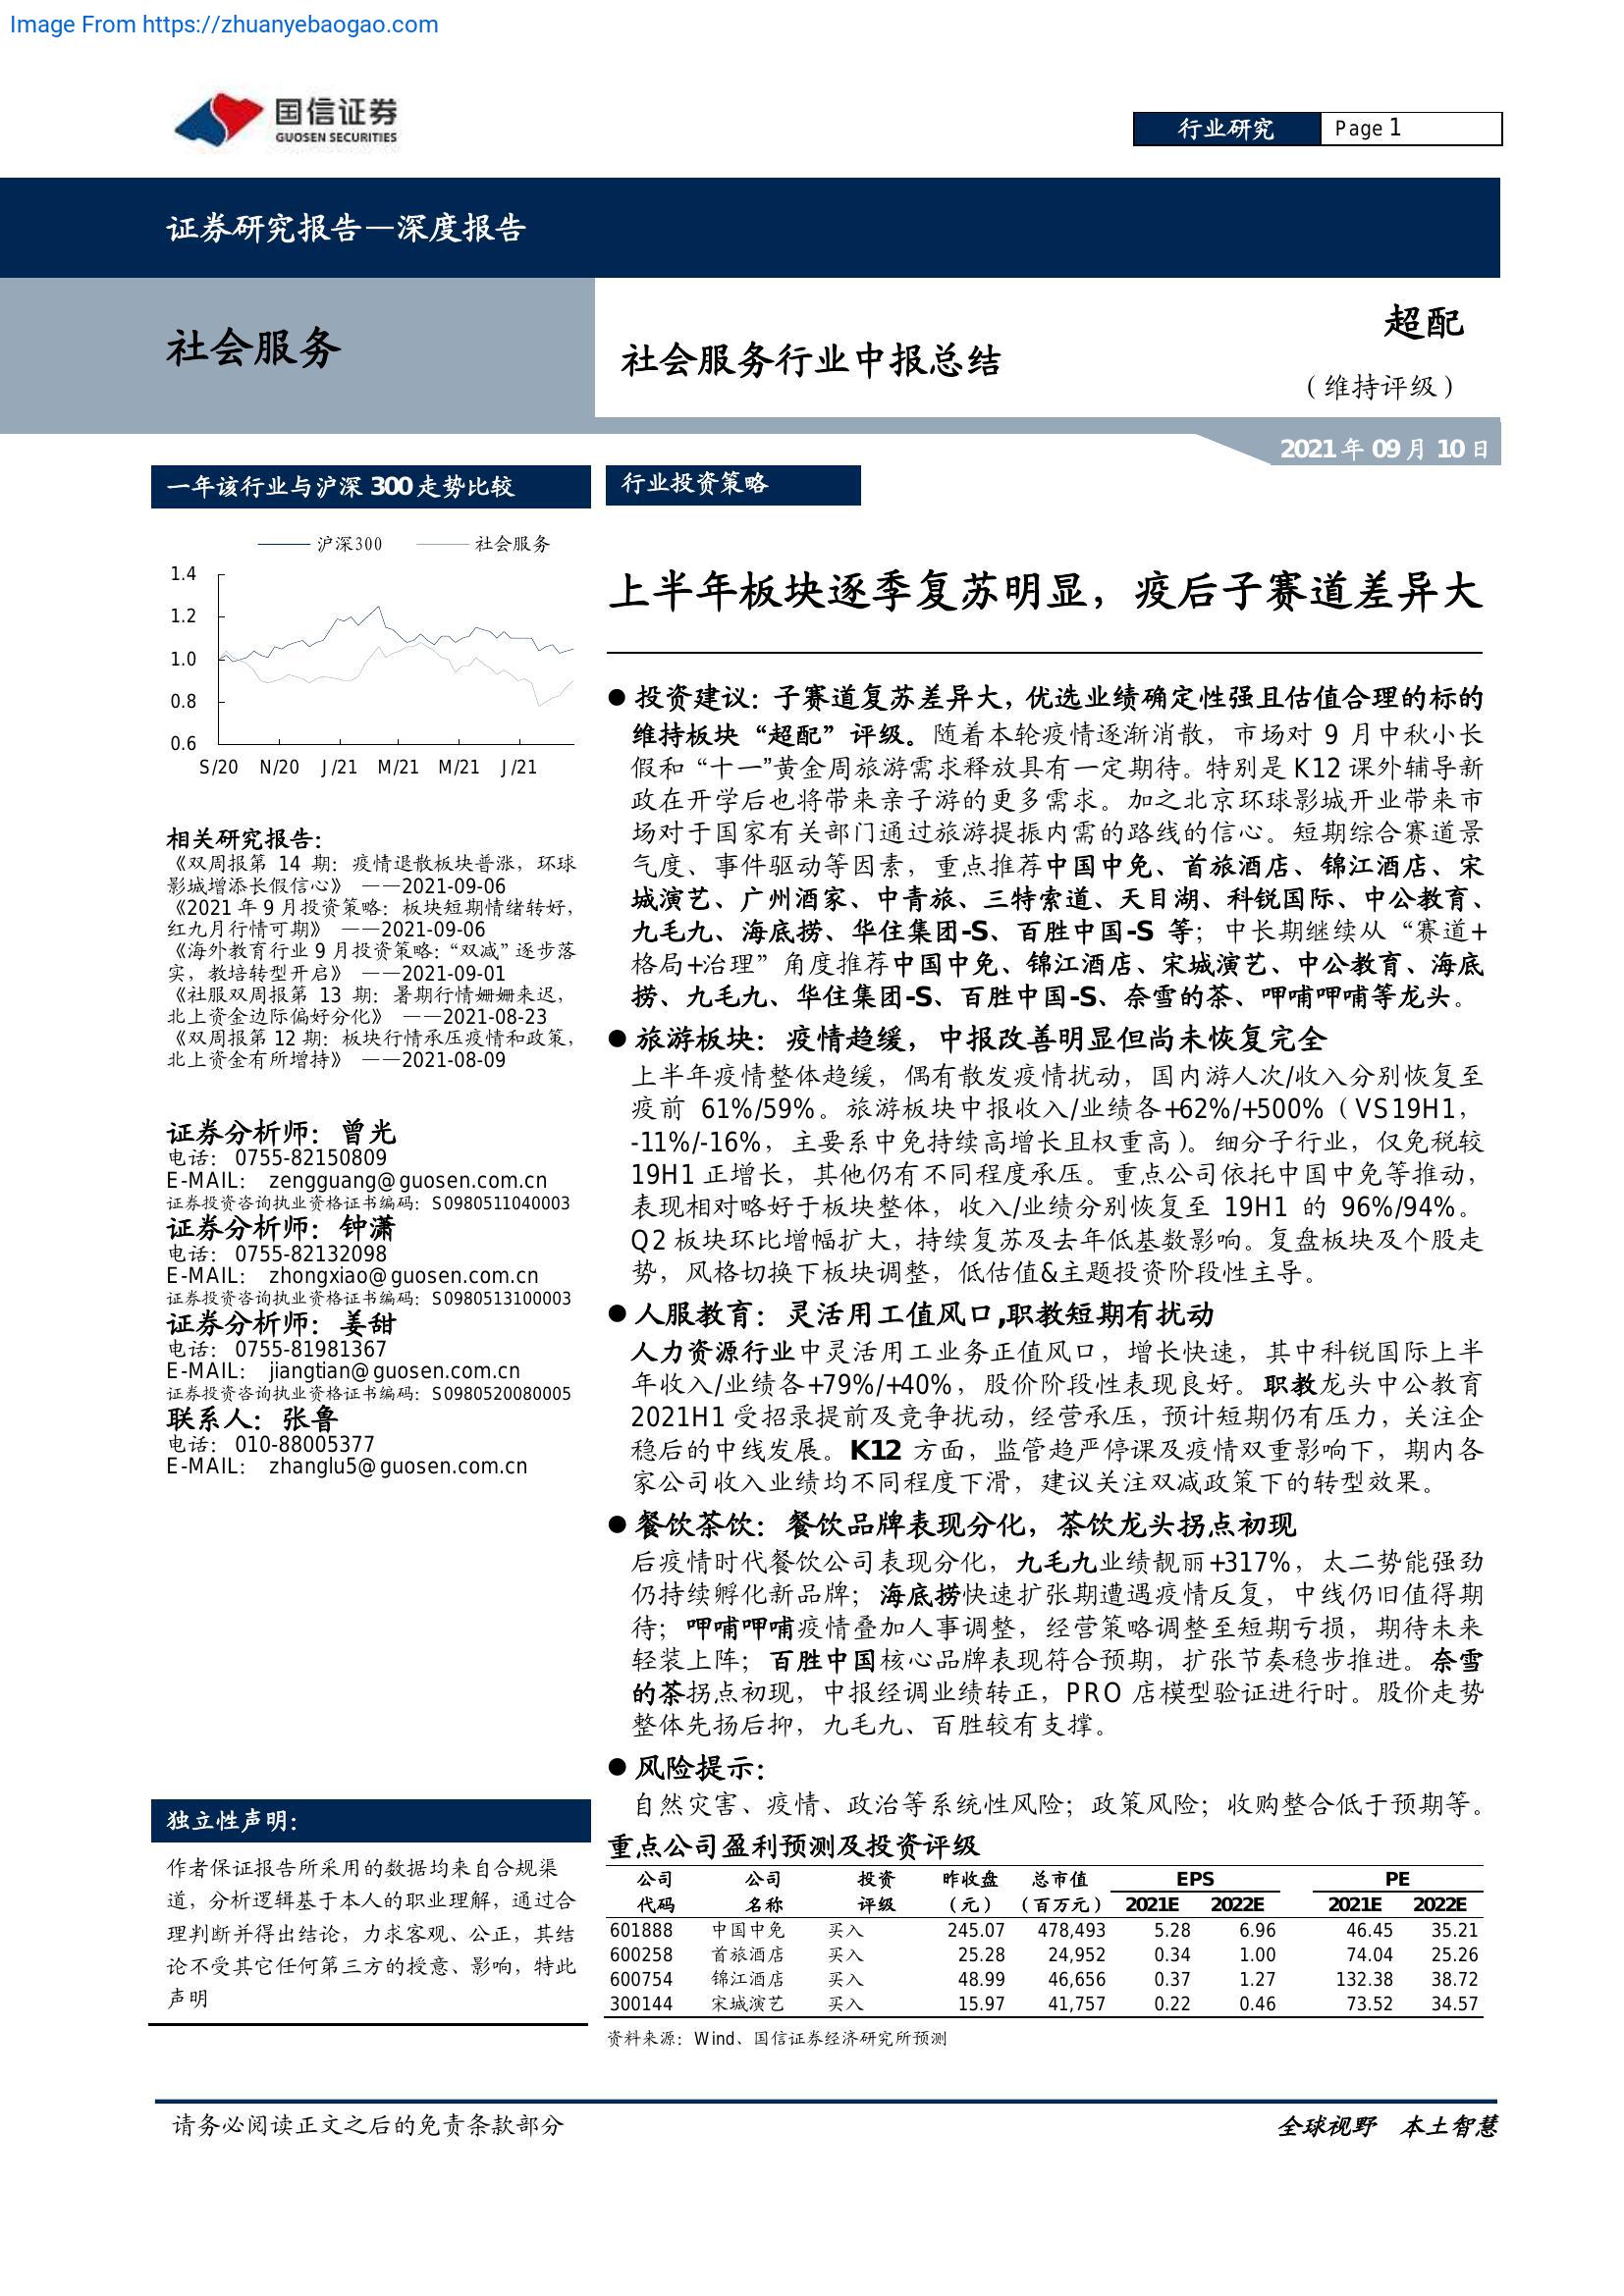 Image From https://zhuanyebaogao.com
国信证券
GUOSEN SECURITIES
行业研究
Page 1
证券研究报告—深度报告
社会服务
社会服务行业中报总结
超配
（维持评级）
2021 年 09 月 10 日
一年该行业与沪深 300 走势比较
沪深300 社会服务
1.4
1.2
1.0
0.8
0.6
S/20 N/20 J/21 M/21 M/21 J/21
相关研究报告：
《双周报第 14 期：疫情退散板块普涨，环球
影城增添长假信心》 ——2021-09-06
《2021 年 9 月投资策略：板块短期情绪转好，
红九月行情可期》 ——2021-09-06
《海外教育行业 9 月投资策略：“双减”逐步落
实，教培转型开启》 ——2021-09-01
《社服双周报第 13 期：暑期行情姗姗来迟，
北上资金边际偏好分化》 ——2021-08-23
《双周报第 12 期：板块行情承压疫情和政策，
北上资金有所增持》 ——2021-08-09
证券分析师：曾光
电话： 0755-82150809
E-MAIL： zengguang@guosen.com.cn
证券投资咨询执业资格证书编码：S0980511040003
证券分析师：钟潇
电话： 0755-82132098
E-MAIL： zhongxiao@guosen.com.cn
证券投资咨询执业资格证书编码：S0980513100003
证券分析师：姜甜
电话： 0755-81981367
E-MAIL： jiangtian@guosen.com.cn
证券投资咨询执业资格证书编码：S0980520080005
联系人：张鲁
电话： 010-88005377
E-MAIL： zhanglu5@guosen.com.cn
独立性声明：
作者保证报告所采用的数据均来自合规渠
道，分析逻辑基于本人的职业理解，通过合
理判断并得出结论，力求客观、公正，其结
论不受其它任何第三方的授意、影响，特此
声明
行业投资策略
上半年板块逐季复苏明显，疫后子赛道差异大
● 投资建议：子赛道复苏差异大，优选业绩确定性强且估值合理的标的
维持板块“超配”评级。随着本轮疫情逐渐消散，市场对 9 月中秋小长
假和“十一”黄金周旅游需求释放具有一定期待。特别是 K12 课外辅导新
政在开学后也将带来亲子游的更多需求。加之北京环球影城开业带来市
场对于国家有关部门通过旅游提振内需的路线的信心。短期综合赛道景
气度、事件驱动等因素，重点推荐中国中免、首旅酒店、锦江酒店、宋
城演艺、广州酒家、中青旅、三特索道、天目湖、科锐国际、中公教育、
九毛九、海底捞、华住集团-S、百胜中国-S 等；中长期继续从“赛道+
格局+治理”角度推荐中国中免、锦江酒店、宋城演艺、中公教育、海底
捞、九毛九、华住集团-S、百胜中国-S、奈雪的茶、呷哺呷哺等龙头。
● 旅游板块：疫情趋缓，中报改善明显但尚未恢复完全
上半年疫情整体趋缓，偶有散发疫情扰动，国内游人次/收入分别恢复至
疫前 61%/59%。旅游板块中报收入/业绩各+62%/+500%（VS19H1，
-11%/-16%，主要系中免持续高增长且权重高）。细分子行业，仅免税较
19H1 正增长，其他仍有不同程度承压。重点公司依托中国中免等推动，
表现相对略好于板块整体，收入/业绩分别恢复至 19H1 的 96%/94%。
Q2 板块环比增幅扩大，持续复苏及去年低基数影响。复盘板块及个股走
势，风格切换下板块调整，低估值&主题投资阶段性主导。
● 人服教育：灵活用工值风口,职教短期有扰动
人力资源行业中灵活用工业务正值风口，增长快速，其中科锐国际上半
年收入/业绩各+79%/+40%，股价阶段性表现良好。职教龙头中公教育
2021H1 受招录提前及竞争扰动，经营承压，预计短期仍有压力，关注企
稳后的中线发展。K12 方面，监管趋严停课及疫情双重影响下，期内各
家公司收入业绩均不同程度下滑，建议关注双减政策下的转型效果。
● 餐饮茶饮：餐饮品牌表现分化，茶饮龙头拐点初现
后疫情时代餐饮公司表现分化，九毛九业绩靓丽+317%，太二势能强劲
仍持续孵化新品牌；海底捞快速扩张期遭遇疫情反复，中线仍旧值得期
待；呷哺呷哺疫情叠加人事调整，经营策略调整至短期亏损，期待未来
轻装上阵；百胜中国核心品牌表现符合预期，扩张节奏稳步推进。奈雪
的茶拐点初现，中报经调业绩转正，PRO 店模型验证进行时。股价走势
整体先扬后抑，九毛九、百胜较有支撑。
● 风险提示：
自然灾害、疫情、政治等系统性风险；政策风险；收购整合低于预期等。
重点公司盈利预测及投资评级
公司 公司 投资 昨收盘 总市值 EPS PE
代码 名称 评级 （元） （百万元） 2021E 2022E 2021E 2022E
601888 中国中免 买入 245.07 478,493 5.28 6.96 46.45 35.21
600258 首旅酒店 买入 25.28 24,952 0.34 1.00 74.04 25.26
600754 锦江酒店 买入 48.99 46,656 0.37 1.27 132.38 38.72
300144 宋城演艺 买入 15.97 41,757 0.22 0.46 73.52 34.57
资料来源：Wind、国信证券经济研究所预测
请务必阅读正文之后的免责条款部分
全球视野 本土智慧